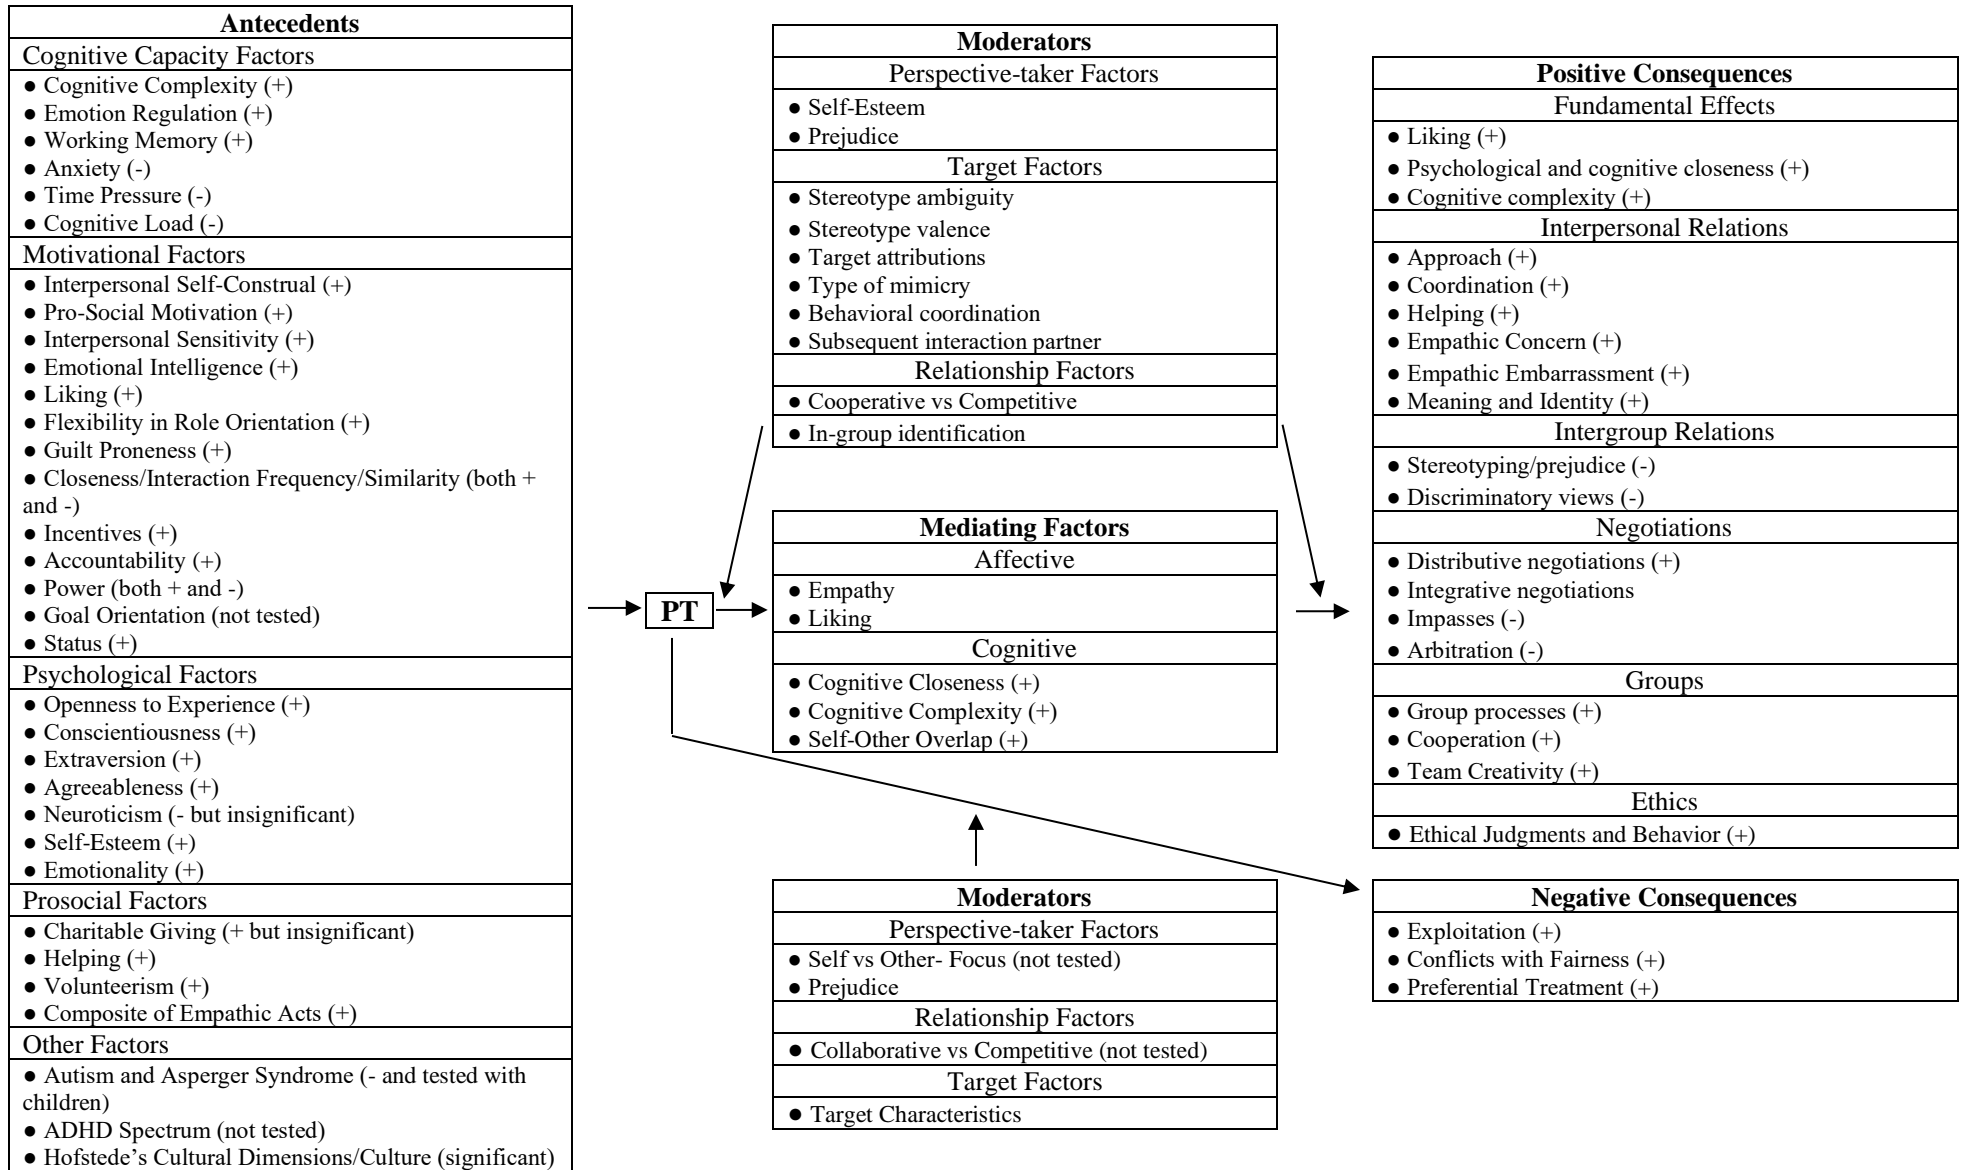 Antecedents
Cognitive Capacity Factors
● Cognitive Complexity (+)
● Emotion Regulation (+)
● Working Memory (+)
● Anxiety (-)
● Time Pressure (-)
● Cognitive Load (-)
Motivational Factors
● Interpersonal Self-Construal (+)
● Pro-Social Motivation (+)
● Interpersonal Sensitivity (+)
● Emotional Intelligence (+)
● Liking (+)
● Flexibility in Role Orientation (+)
● Guilt Proneness (+)
● Closeness/Interaction Frequency/Similarity (both +
and -)
● Incentives (+)
● Accountability (+)
● Power (both + and -)
● Goal Orientation (not tested)
● Status (+)
Psychological Factors
● Openness to Experience (+)
● Conscientiousness (+)
● Extraversion (+)
● Agreeableness (+)
● Neuroticism (- but insignificant)
● Self-Esteem (+)
● Emotionality (+)
Prosocial Factors
● Charitable Giving (+ but insignificant)
● Helping (+)
● Volunteerism (+)
● Composite of Empathic Acts (+)
Other Factors
● Autism and Asperger Syndrome (- and tested with
children)
● ADHD Spectrum (not tested)
● Hofstede's Cultural Dimensions/Culture (significant)
PT
Moderators
Perspective-taker Factors
● Self-Esteem
● Prejudice
Target Factors
● Stereotype ambiguity
● Stereotype valence
● Target attributions
● Type of mimicry
● Behavioral coordination
● Subsequent interaction partner
Relationship Factors
● Cooperative vs Competitive
● In-group identification
Mediating Factors
Affective
● Empathy
● Liking
Cognitive
● Cognitive Closeness (+)
● Cognitive Complexity (+)
● Self-Other Overlap (+)
Moderators
Perspective-taker Factors
● Self vs Other- Focus (not tested)
● Prejudice
Relationship Factors
● Collaborative vs Competitive (not tested)
Target Factors
● Target Characteristics
Positive Consequences
Fundamental Effects
● Liking (+)
● Psychological and cognitive closeness (+)
● Cognitive complexity (+)
Interpersonal Relations
● Approach (+)
● Coordination (+)
● Helping (+)
● Empathic Concern (+)
● Empathic Embarrassment (+)
● Meaning and Identity (+)
Intergroup Relations
● Stereotyping/prejudice (-)
● Discriminatory views (-)
Negotiations
● Distributive negotiations (+)
● Integrative negotiations
● Impasses (-)
● Arbitration (-)
Groups
● Group processes (+)
● Cooperation (+)
● Team Creativity (+)
Ethics
● Ethical Judgments and Behavior (+)
Negative Consequences
● Exploitation (+)
● Conflicts with Fairness (+)
● Preferential Treatment (+)